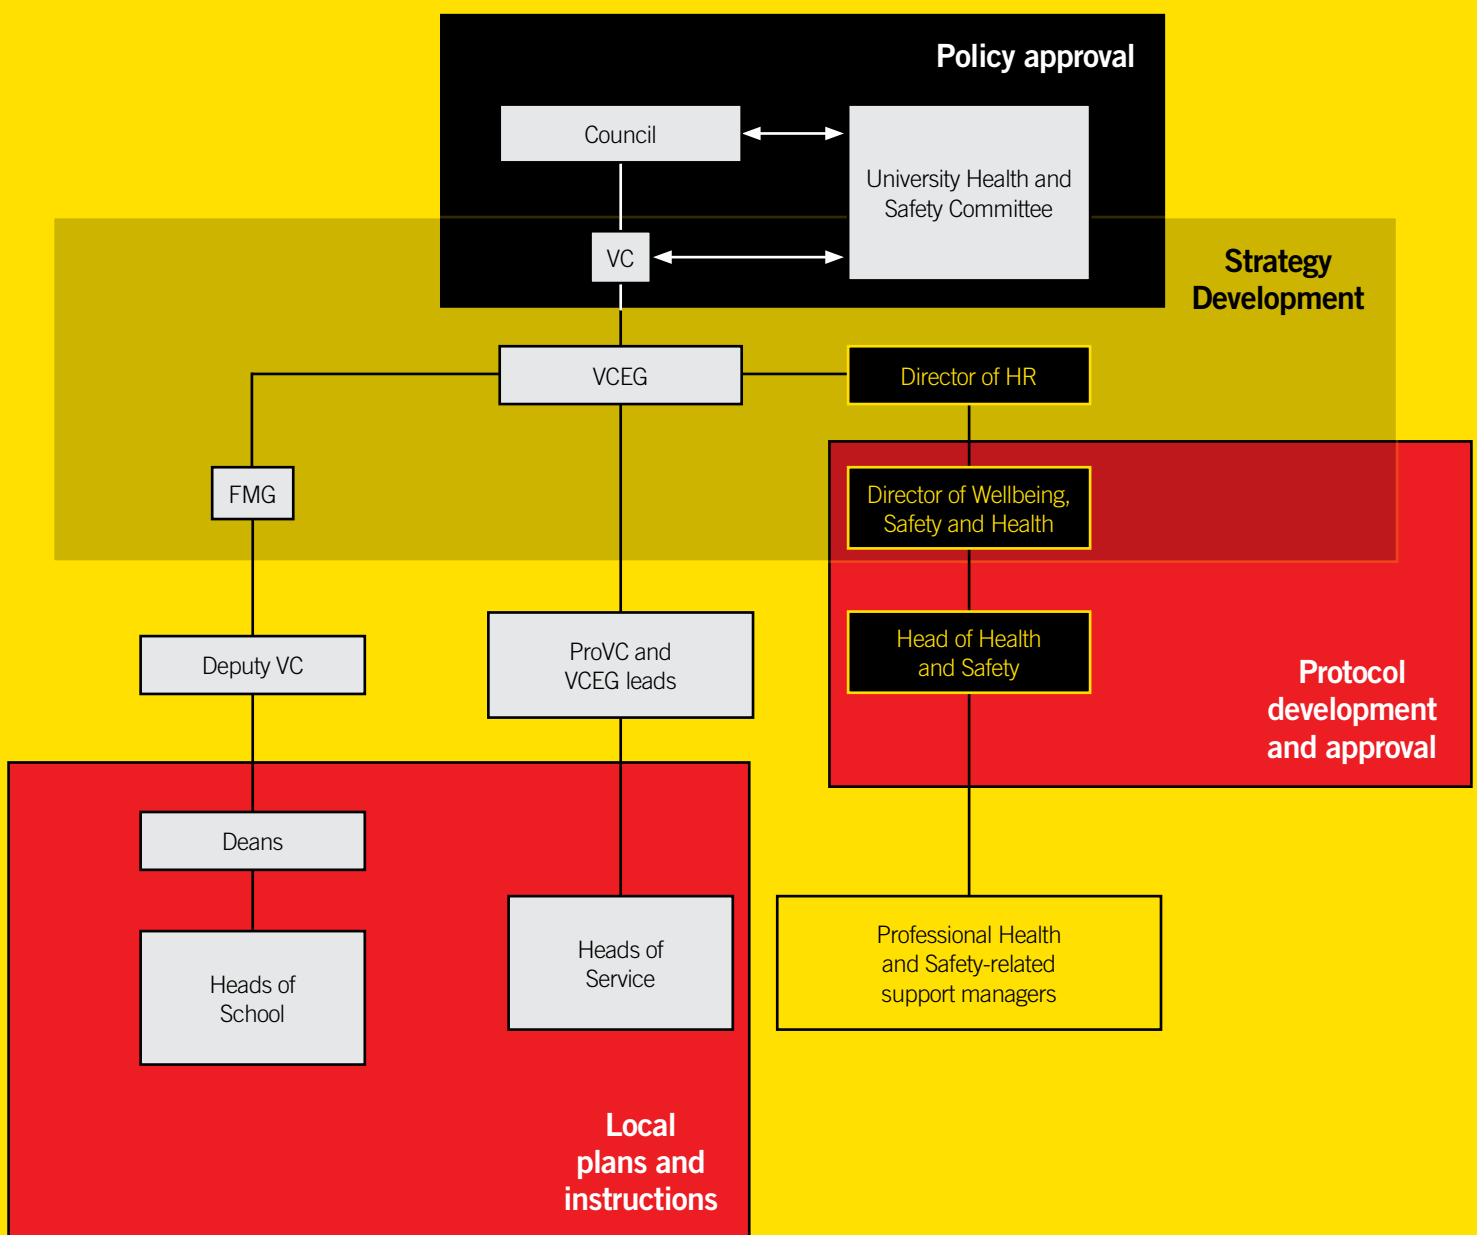 Policy approval
Council
University Health and
Safety Committee
VC
Strategy
Development
VCEG
Director of HR
FMG
Director of Wellbeing,
Safety and Health
Deputy VC
ProVC and
VCEG leads
Head of Health
and Safety
Protocol
development
and approval
Deans
Heads of
School
Heads of
Service
Professional Health
and Safety-related
support managers
Local
plans and
instructions